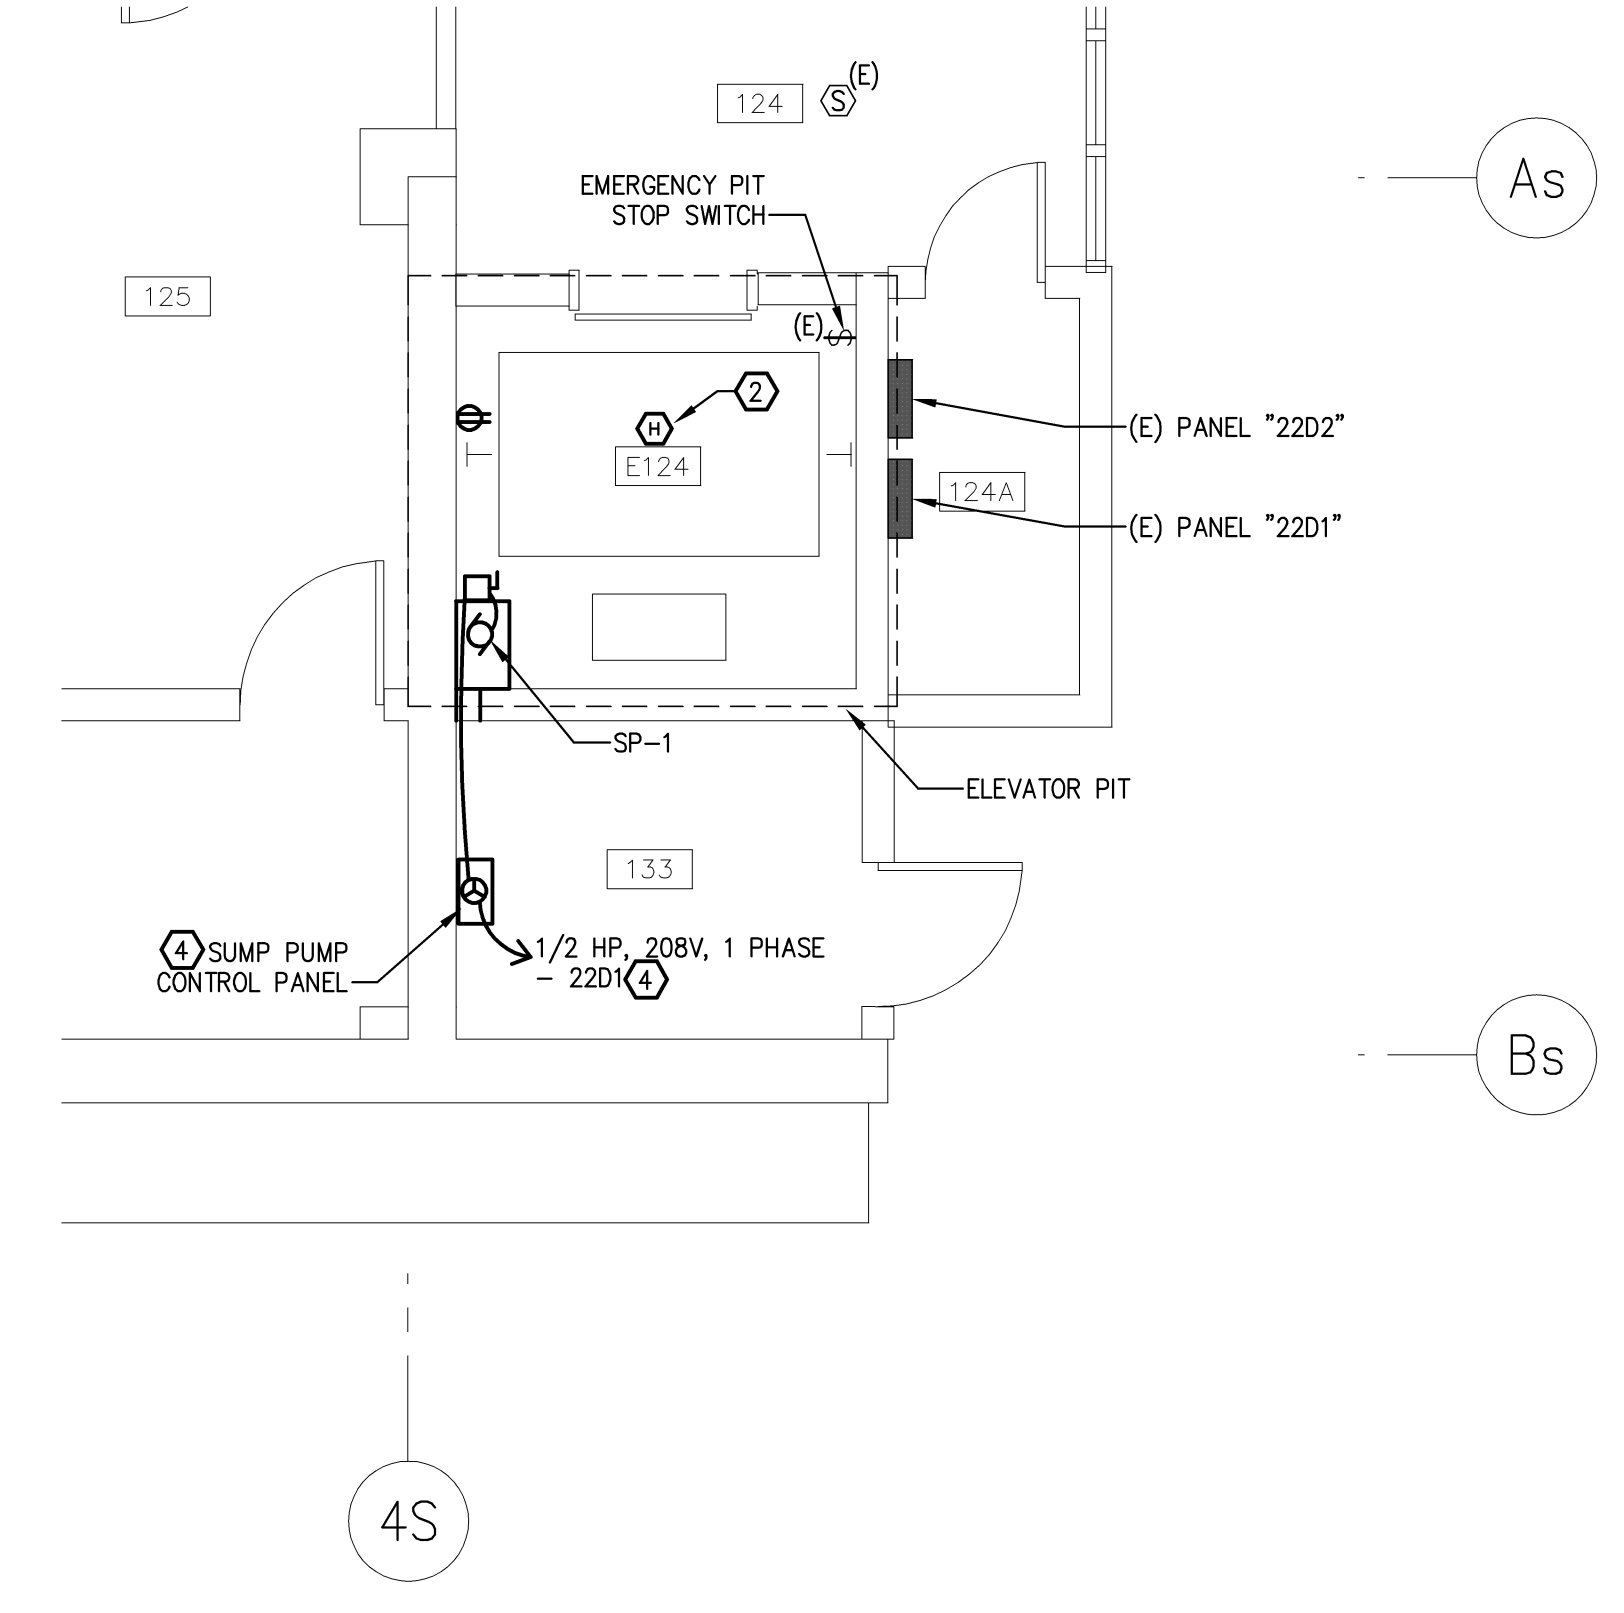 (E)
124
S
As
EMERGENCY PIT
STOP SWITCH
125
(E) S
2
H
E124
(E) PANEL "22D2"
124A
(E) PANEL "22D1"
SP-1
ELEVATOR PIT
133
4 SUMP PUMP
CONTROL PANEL
1/2 HP, 208V, 1 PHASE
- 22D1 4
Bs
4S